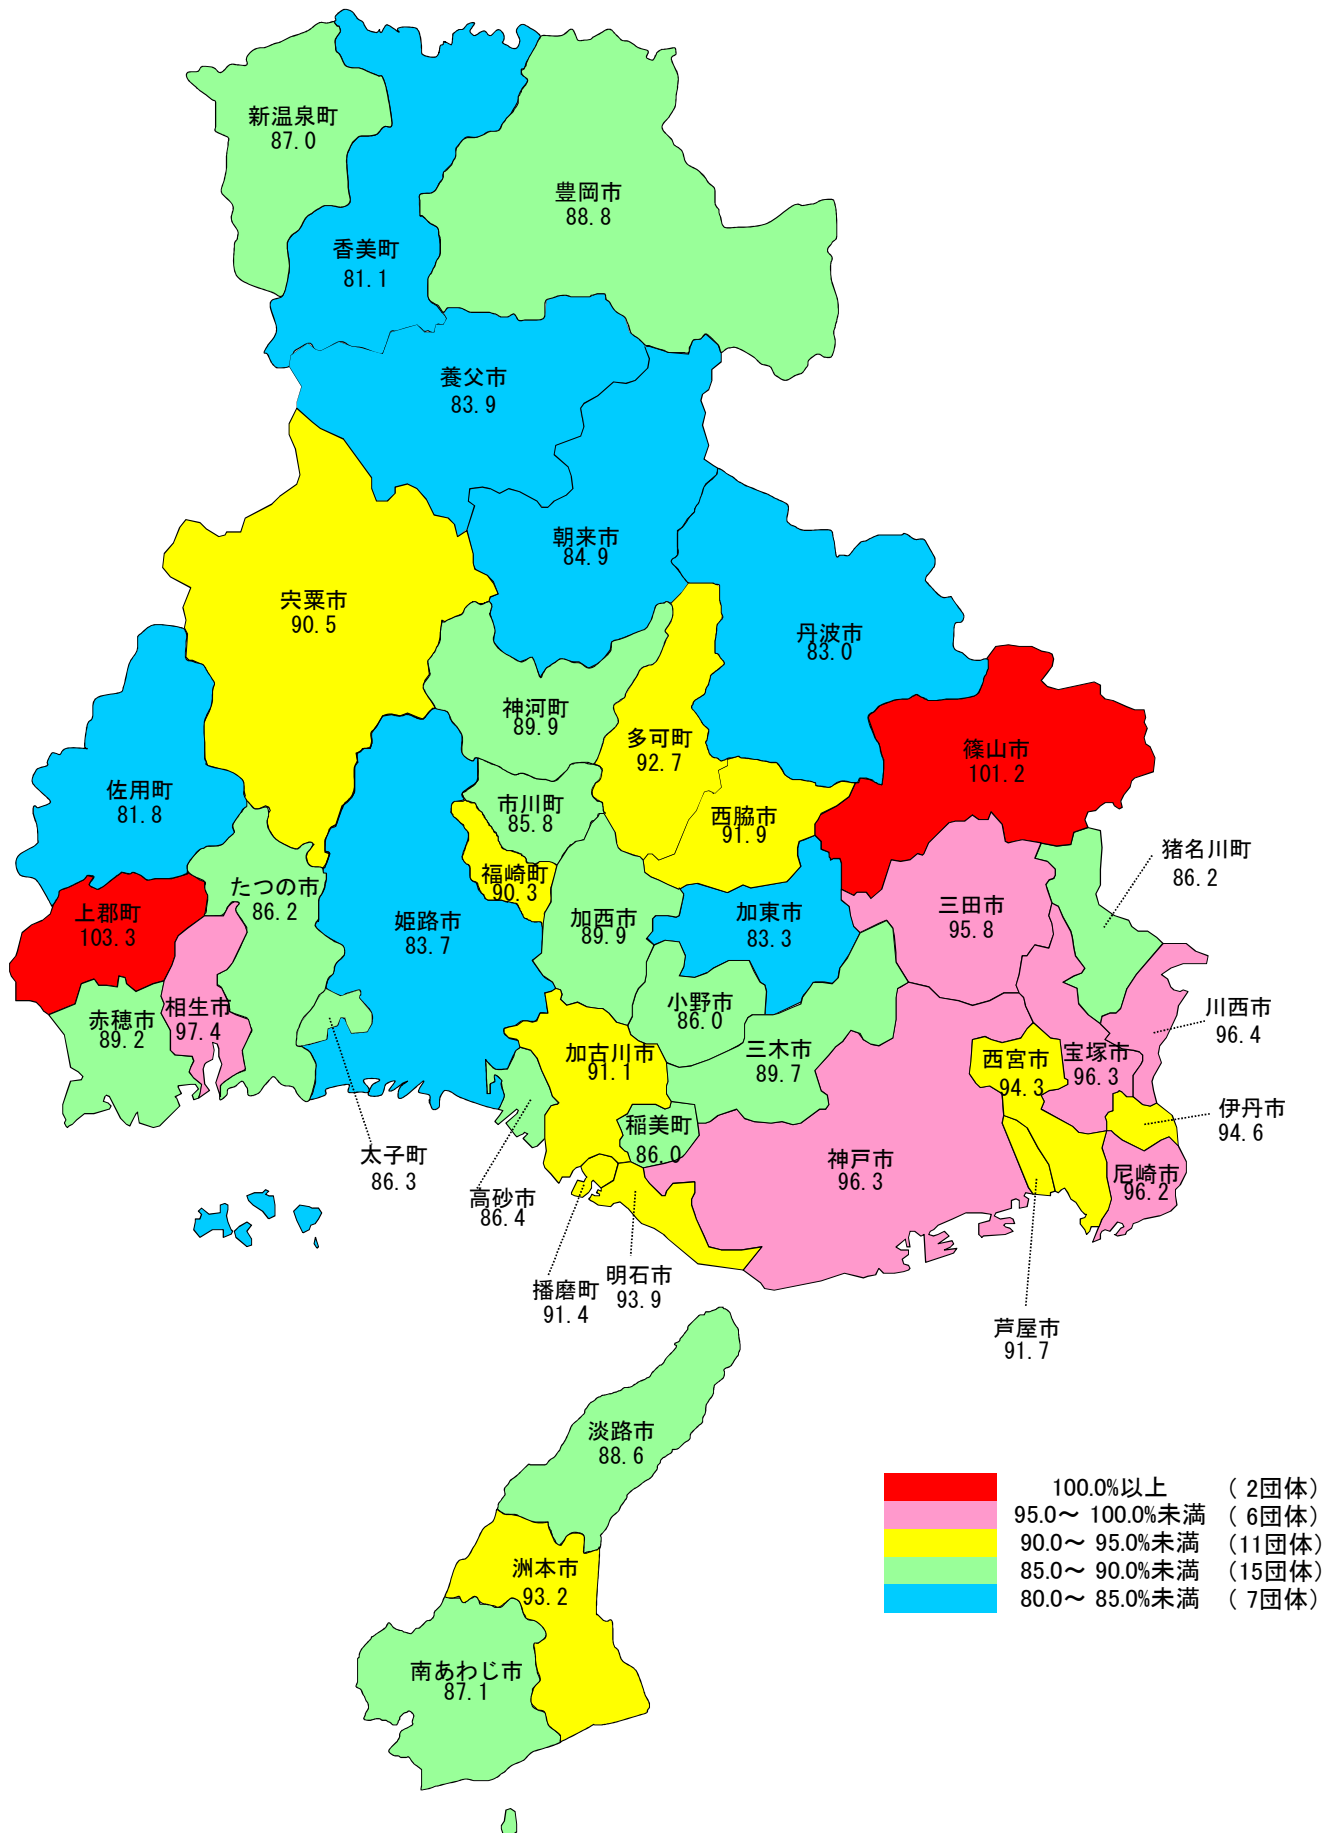 新温泉町
87.0
豊岡市
88.8
香美町
81.1
養父市
83.9
朝来市
84.9
宍粟市
90.5
丹波市
83.0
神河町
89.9
多可町
92.7
篠山市
101.2
佐用町
81.8
市川町
85.8
西脇市
91.9
猪名川町
86.2
福崎町
90.3
たつの市
86.2
上郡町
103.3
姫路市
83.7
加西市
89.9
加東市
83.3
三田市
95.8
相生市
97.4
赤穂市
89.2
小野市
86.0
川西市
96.4
加古川市
91.1
三木市
89.7
西宮市
94.3
宝塚市
96.3
伊丹市
94.6
稲美町
86.0
太子町
86.3
神戸市
96.3
尼崎市
96.2
高砂市
86.4
播磨町
91.4
明石市
93.9
芦屋市
91.7
淡路市
88.6
洲本市
93.2
南あわじ市
87.1
100.0%以上 ( 2団体)
95.0～ 100.0%未満 ( 6団体)
90.0～ 95.0%未満 (11団体)
85.0～ 90.0%未満 (15団体)
80.0～ 85.0%未満 ( 7団体)